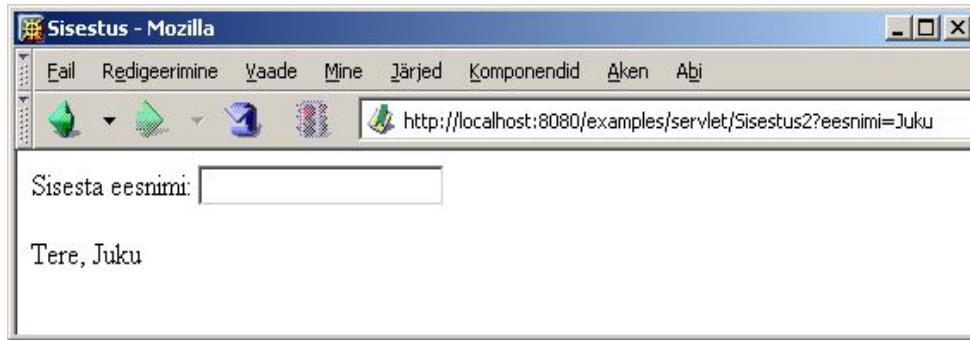 Sisestus - Mozilla
Fail Redigeerimine Vaade Mine Järjed Komponendid Aken Abi
http://localhost:8080/examples/servlet/Sisestus2?eesnimi=Juku
Sisesta eesnimi:
Tere, Juku